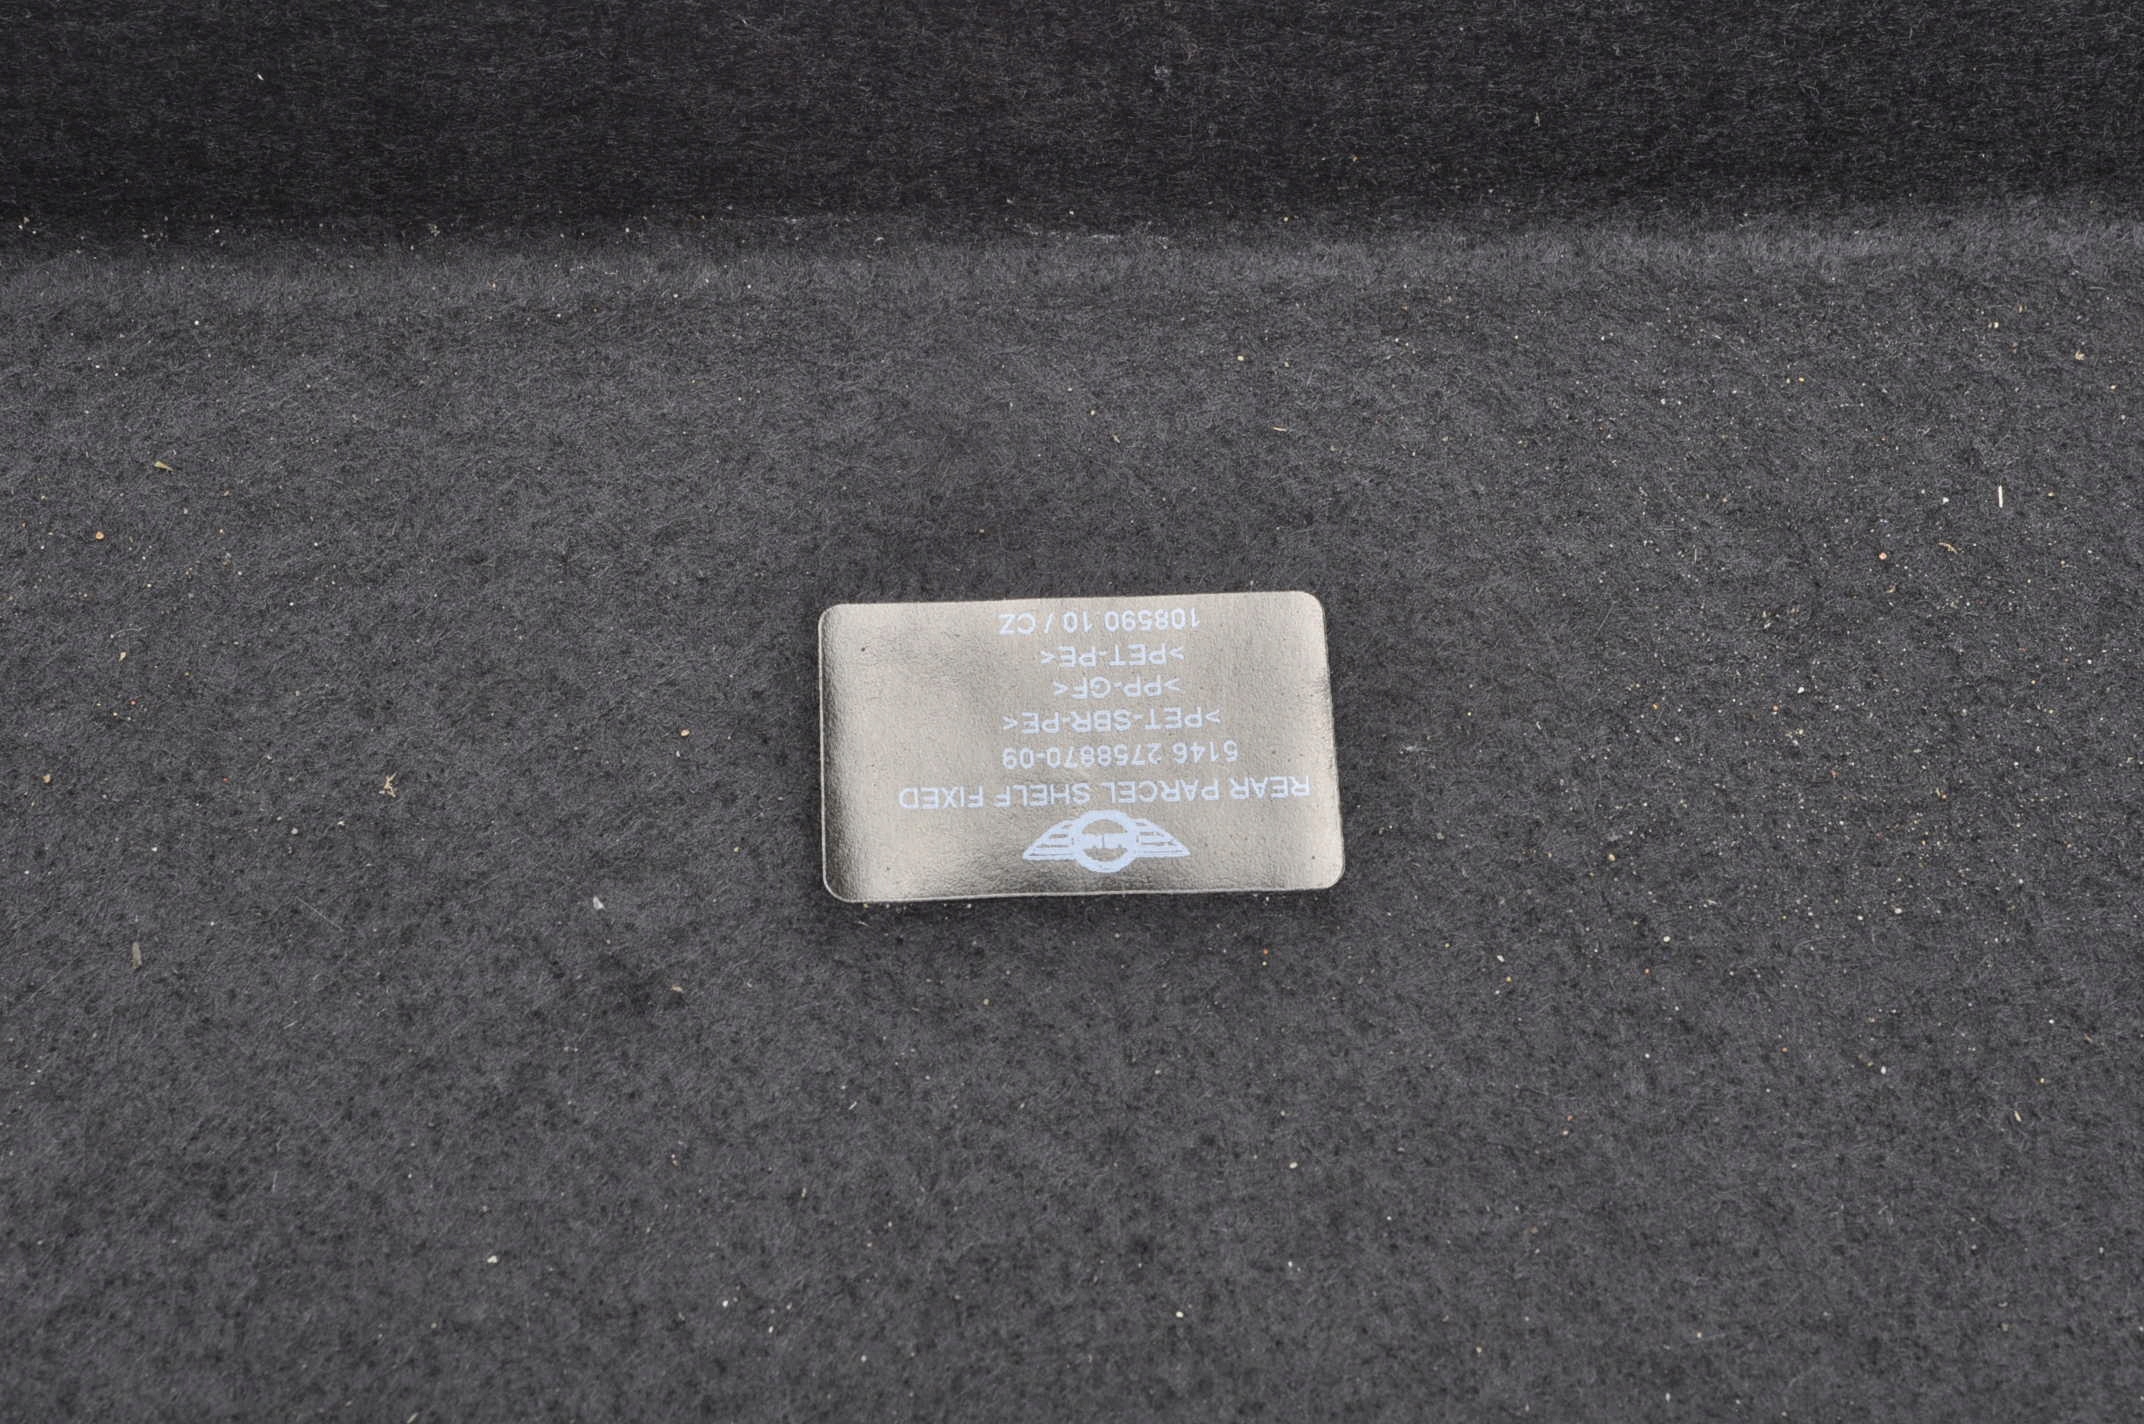 REAR PARCEL SHELF FIXED
5146 2758870-09
>PET-SBR-PE<
>PP-GF<
>PET-PE<
108590.10 / CZ